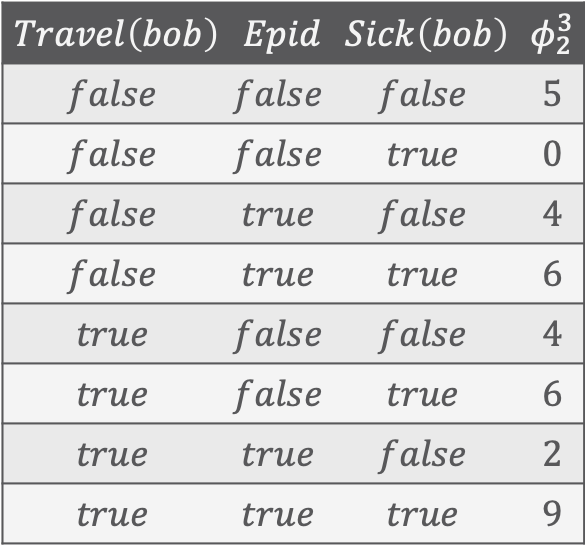 Travel(bob) Epid Sick(bob) ϕ₂³
false false false 5
false false true 0
false true false 4
false true true 6
true false false 4
true false true 6
true true false 2
true true true 9